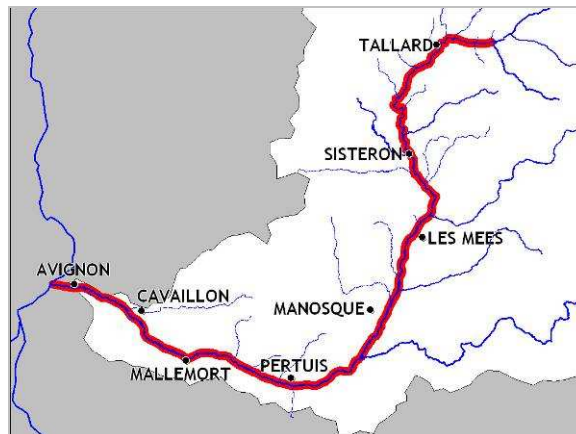 TALLARD
SISTERON
LES MEES
AVIGNON
CAVAILLON
MANOSQUE
MALLEMORT
PERTUIS